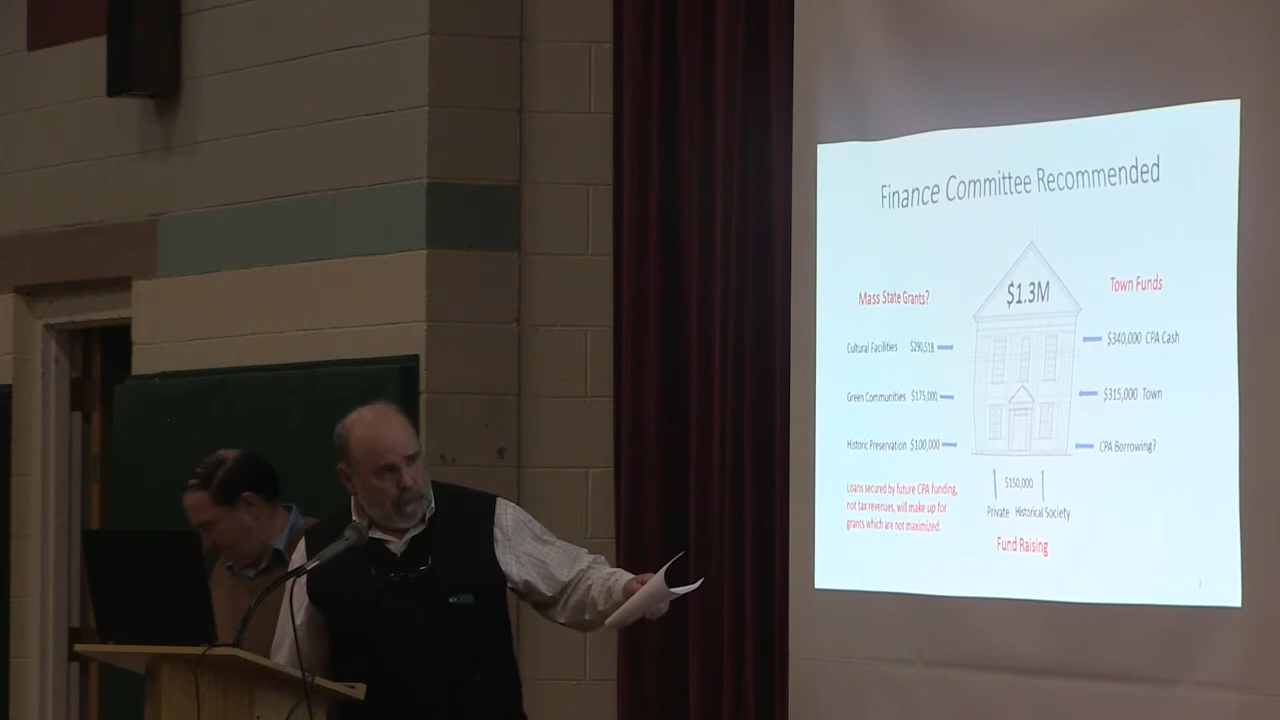 Finance Committee Recommended
$1.3M
Mass State Grants?
Cultural Facilities $290,518
Green Communities $175,000
Historic Preservation $100,000
Loans secured by future CPA funding,
not tax revenues, will make up for
grants which are not maximized.
Town Funds
$340,000 CPA Cash
$315,000 Town
CPA Borrowing?
$150,000
Private Historical Society
Fund Raising
2